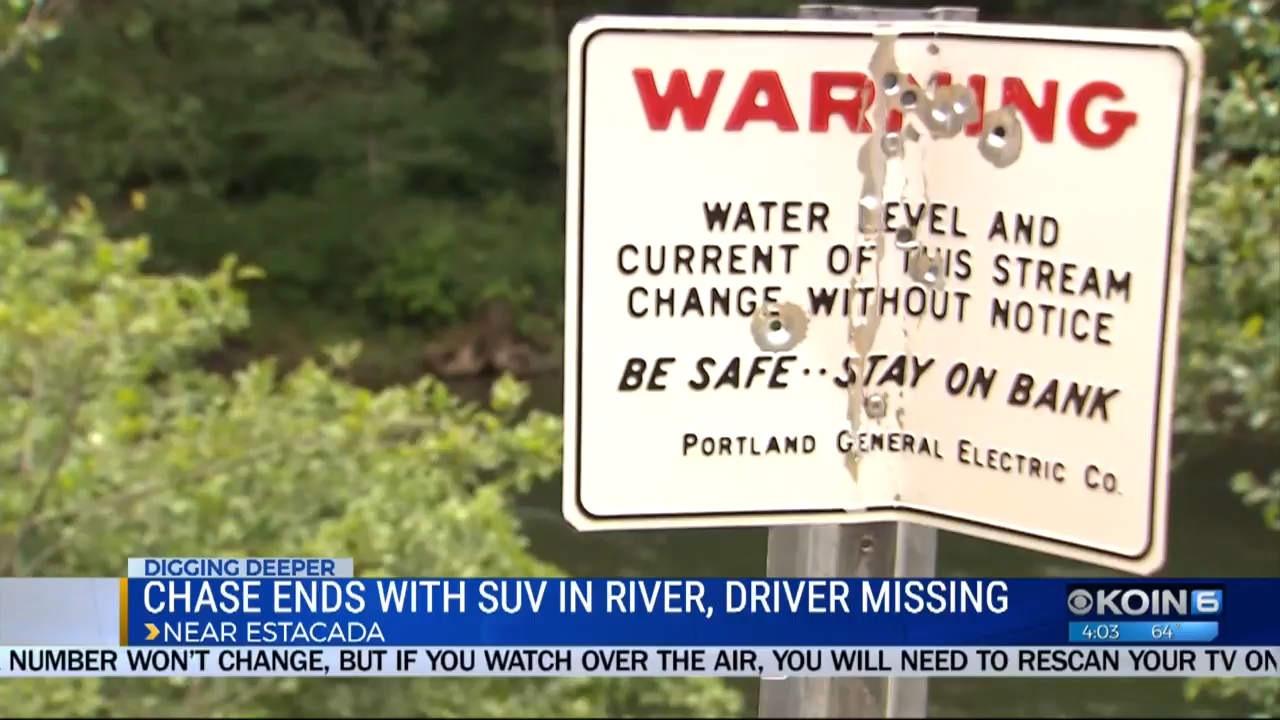 WARNING
WATER LEVEL AND
CURRENT OF THIS STREAM
CHANGE WITHOUT NOTICE
BE SAFE··STAY ON BANK
PORTLAND GENERAL ELECTRIC CO.
DIGGING DEEPER
CHASE ENDS WITH SUV IN RIVER, DRIVER MISSING
NEAR ESTACADA
KOIN 6
4:03 64°
NUMBER WON'T CHANGE, BUT IF YOU WATCH OVER THE AIR, YOU WILL NEED TO RESCAN YOUR TV ON